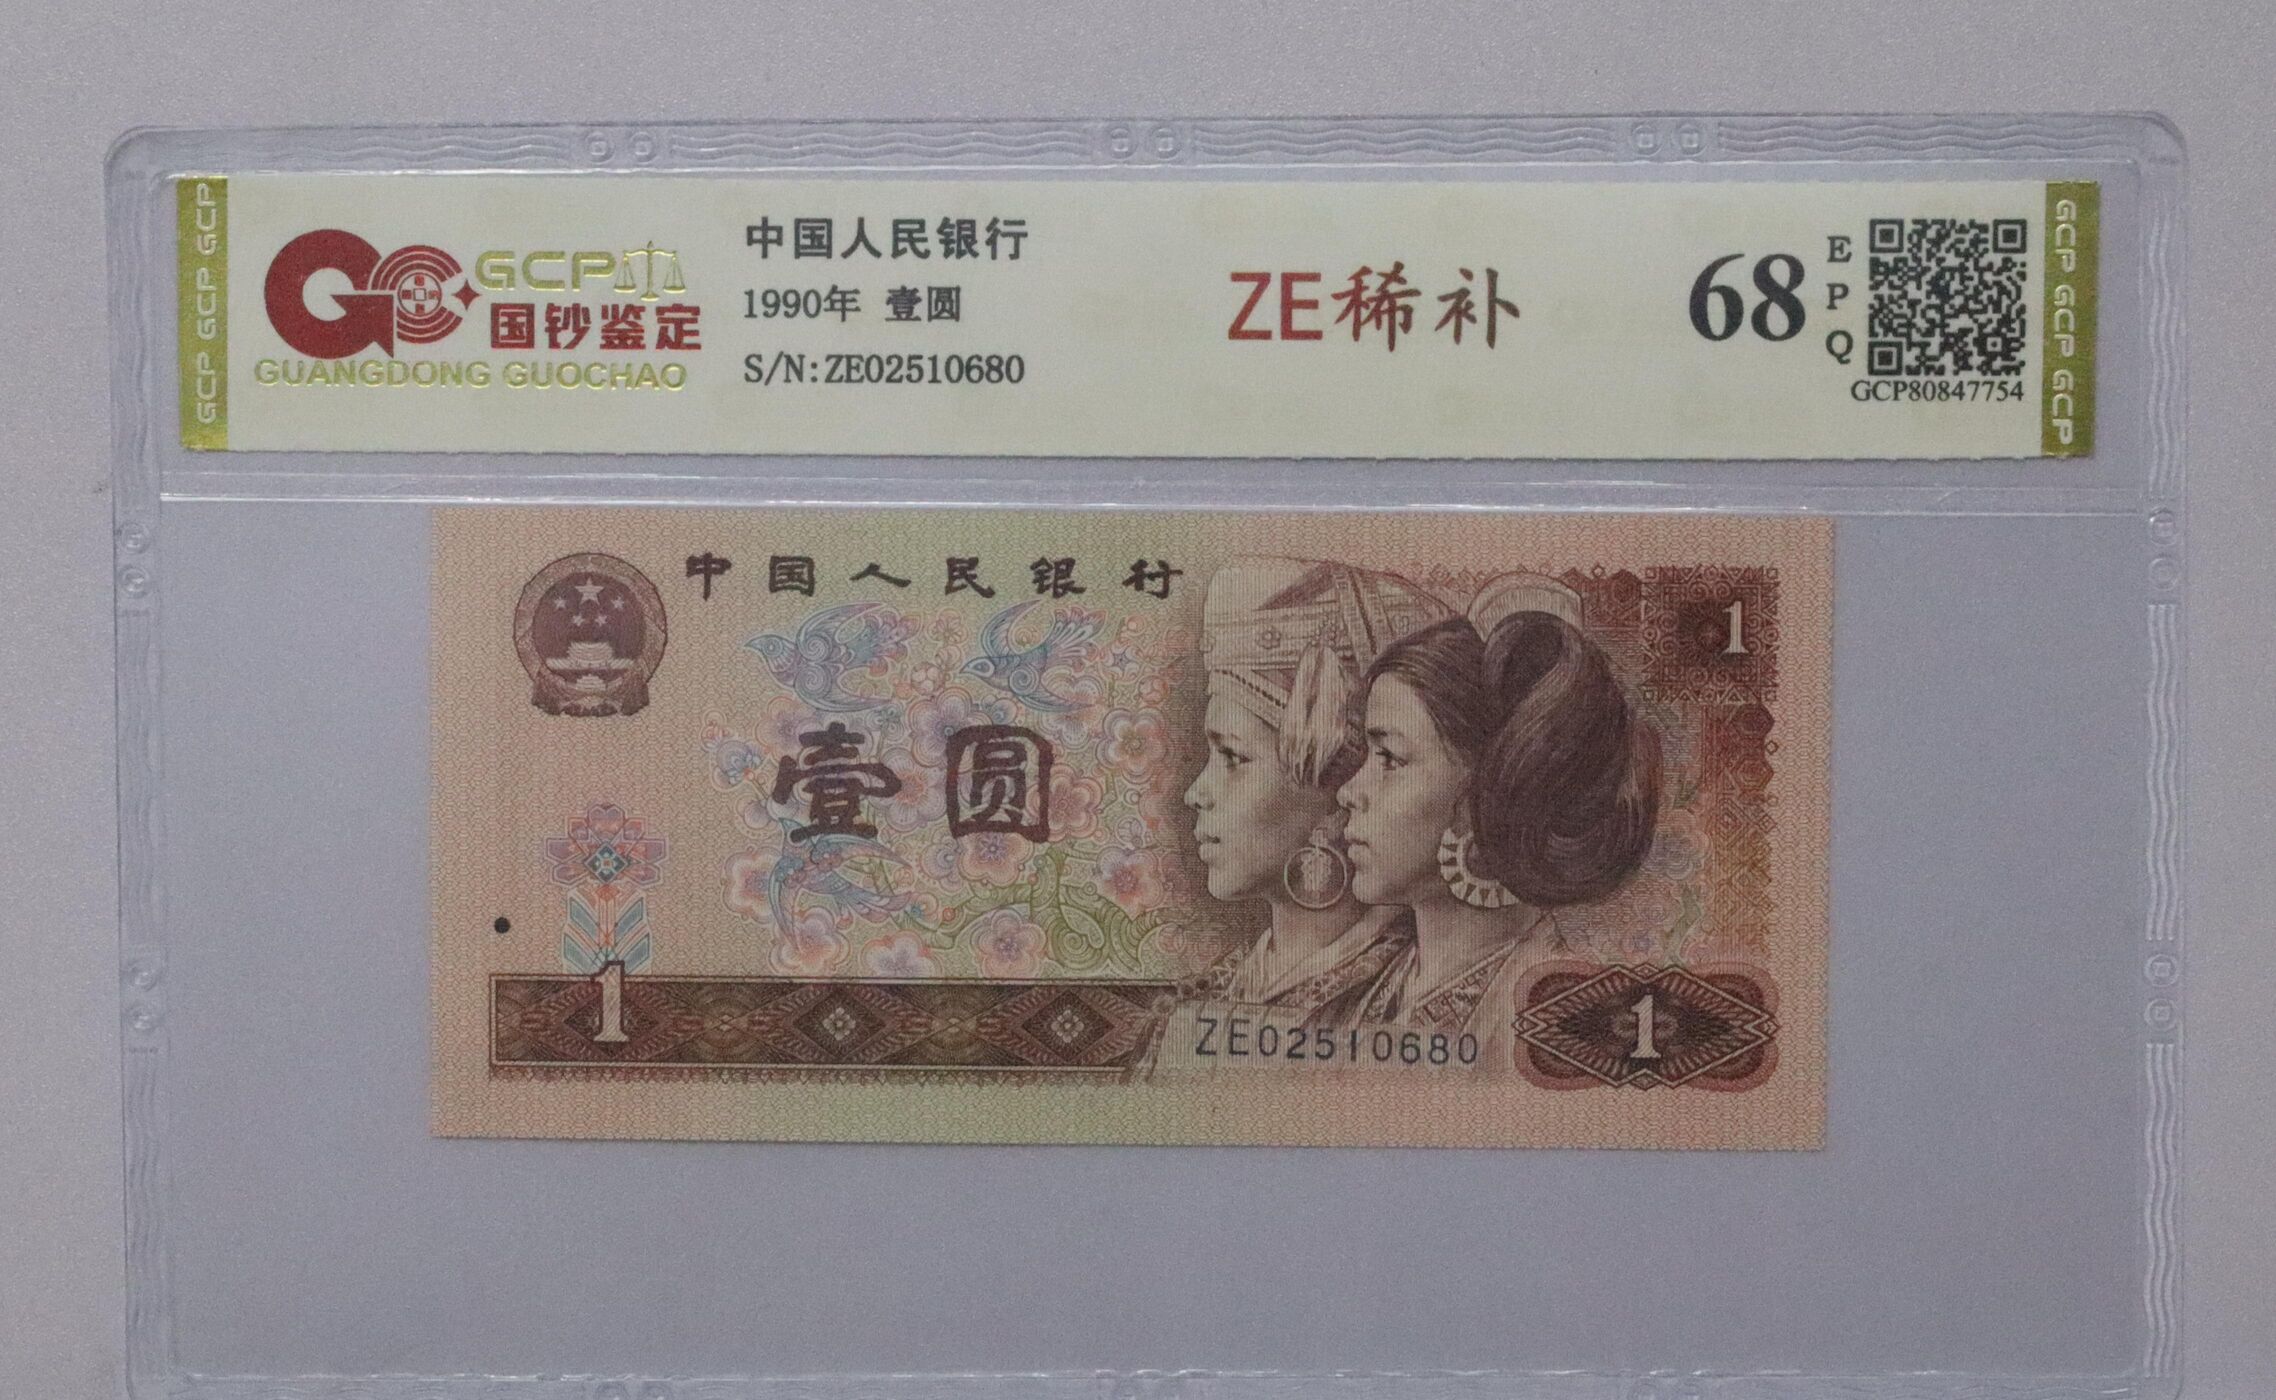 GCP GCP GCP
GCP
国钞鉴定
GUANGDONG GUOCHAO
中国人民银行
1990年 壹圆
S/N:ZE02510680
ZE稀补
68
EPQ
GCP80847754
GCP GCP GCP
中国人民银行
1
壹圆
1
ZE02510680
1